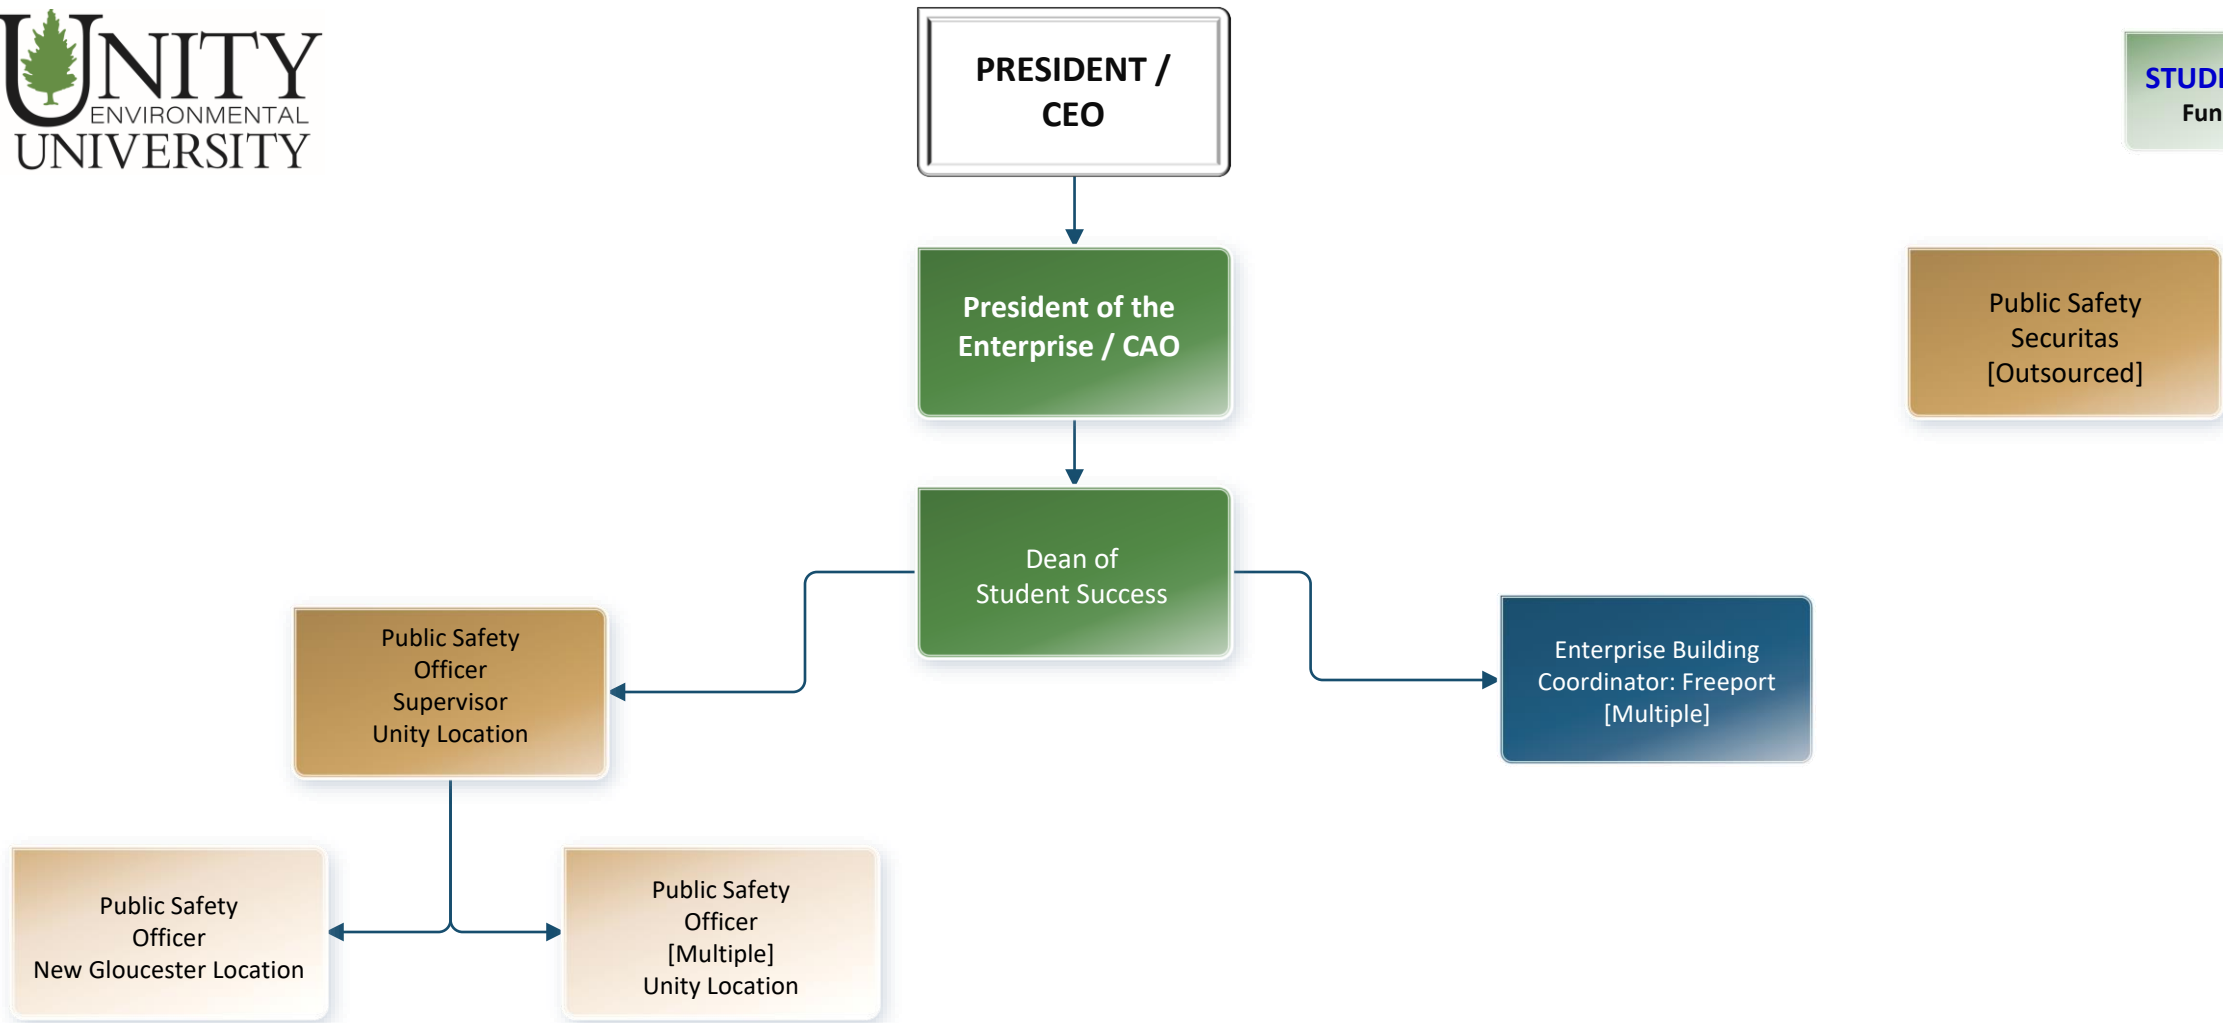 UNITY
ENVIRONMENTAL
UNIVERSITY
PRESIDENT /
CEO
President of the
Enterprise / CAO
Public Safety
Securitas
[Outsourced]
Dean of
Student Success
Public Safety
Officer
Supervisor
Unity Location
Enterprise Building
Coordinator: Freeport
[Multiple]
Public Safety
Officer
New Gloucester Location
Public Safety
Officer
[Multiple]
Unity Location